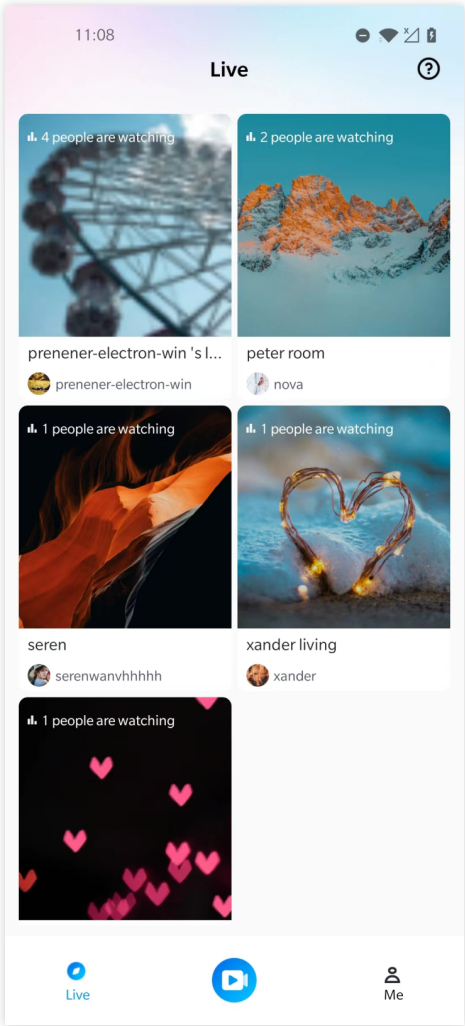 11:08
Live
4 people are watching
2 people are watching
prenener-electron-win 's l...
peter room
prenener-electron-win
nova
1 people are watching
1 people are watching
seren
xander living
serenwanvhhhhh
xander
1 people are watching
Live
Me